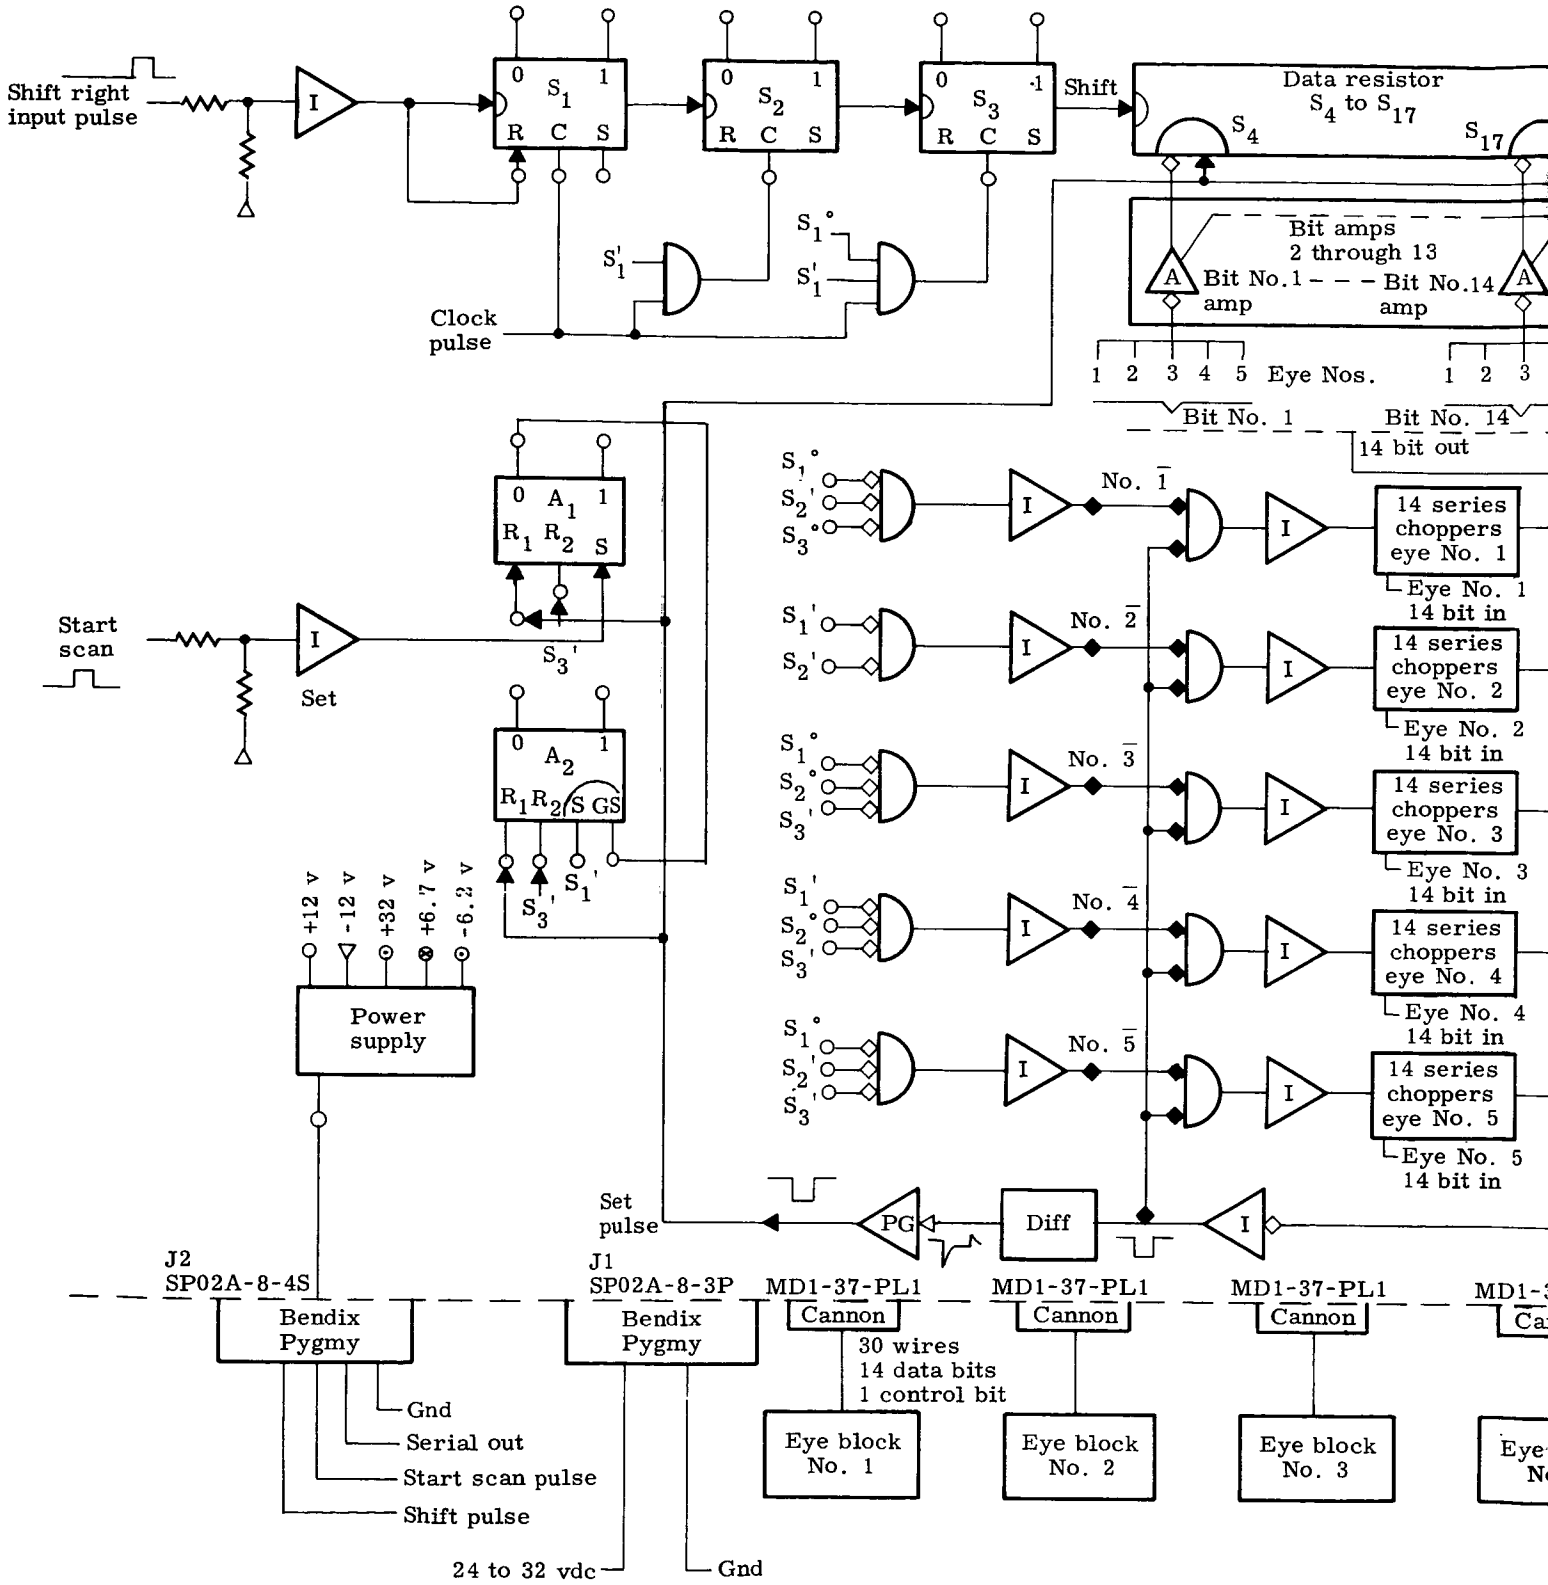 Shift right
input pulse
I
0 1
S1
R C S
0 1
S2
R C S
0 1
S3
R C S
Shift
Data resistor
S4 to S17
S4
S17
S1'
S1°
S1'
Clock
pulse
Bit amps
2 through 13
A
Bit No.1 - - - Bit No.14
amp amp
A
1 2 3 4 5 Eye Nos.
1 2 3
Bit No. 1
Bit No. 14
14 bit out
0 A1 1
R1 R2 S
S3'
Start
scan
I
Set
0 1
A2
R1 R2 S GS
S3'
S1'
+12 v
-12 v
+32 v
+6.7 v
-6.2 v
Power
supply
S1°
S2'
S3°
I
No. 1̅
I
14 series
choppers
eye No. 1
Eye No. 1
14 bit in
S1'
S2'
I
No. 2̅
I
14 series
choppers
eye No. 2
Eye No. 2
14 bit in
S1°
S2°
S3'
I
No. 3̅
I
14 series
choppers
eye No. 3
Eye No. 3
14 bit in
S1'
S2°
S3'
I
No. 4̅
I
14 series
choppers
eye No. 4
Eye No. 4
14 bit in
S1°
S2'
S3'
I
No. 5̅
I
14 series
choppers
eye No. 5
Eye No. 5
14 bit in
Set
pulse
PG
Diff
I
J2
SP02A-8-4S
Bendix
Pygmy
Gnd
Serial out
Start scan pulse
Shift pulse
J1
SP02A-8-3P
Bendix
Pygmy
24 to 32 vdc
Gnd
MD1-37-PL1
Cannon
30 wires
14 data bits
1 control bit
Eye block
No. 1
MD1-37-PL1
Cannon
Eye block
No. 2
MD1-37-PL1
Cannon
Eye block
No. 3
MD1-3
Ca
Eye